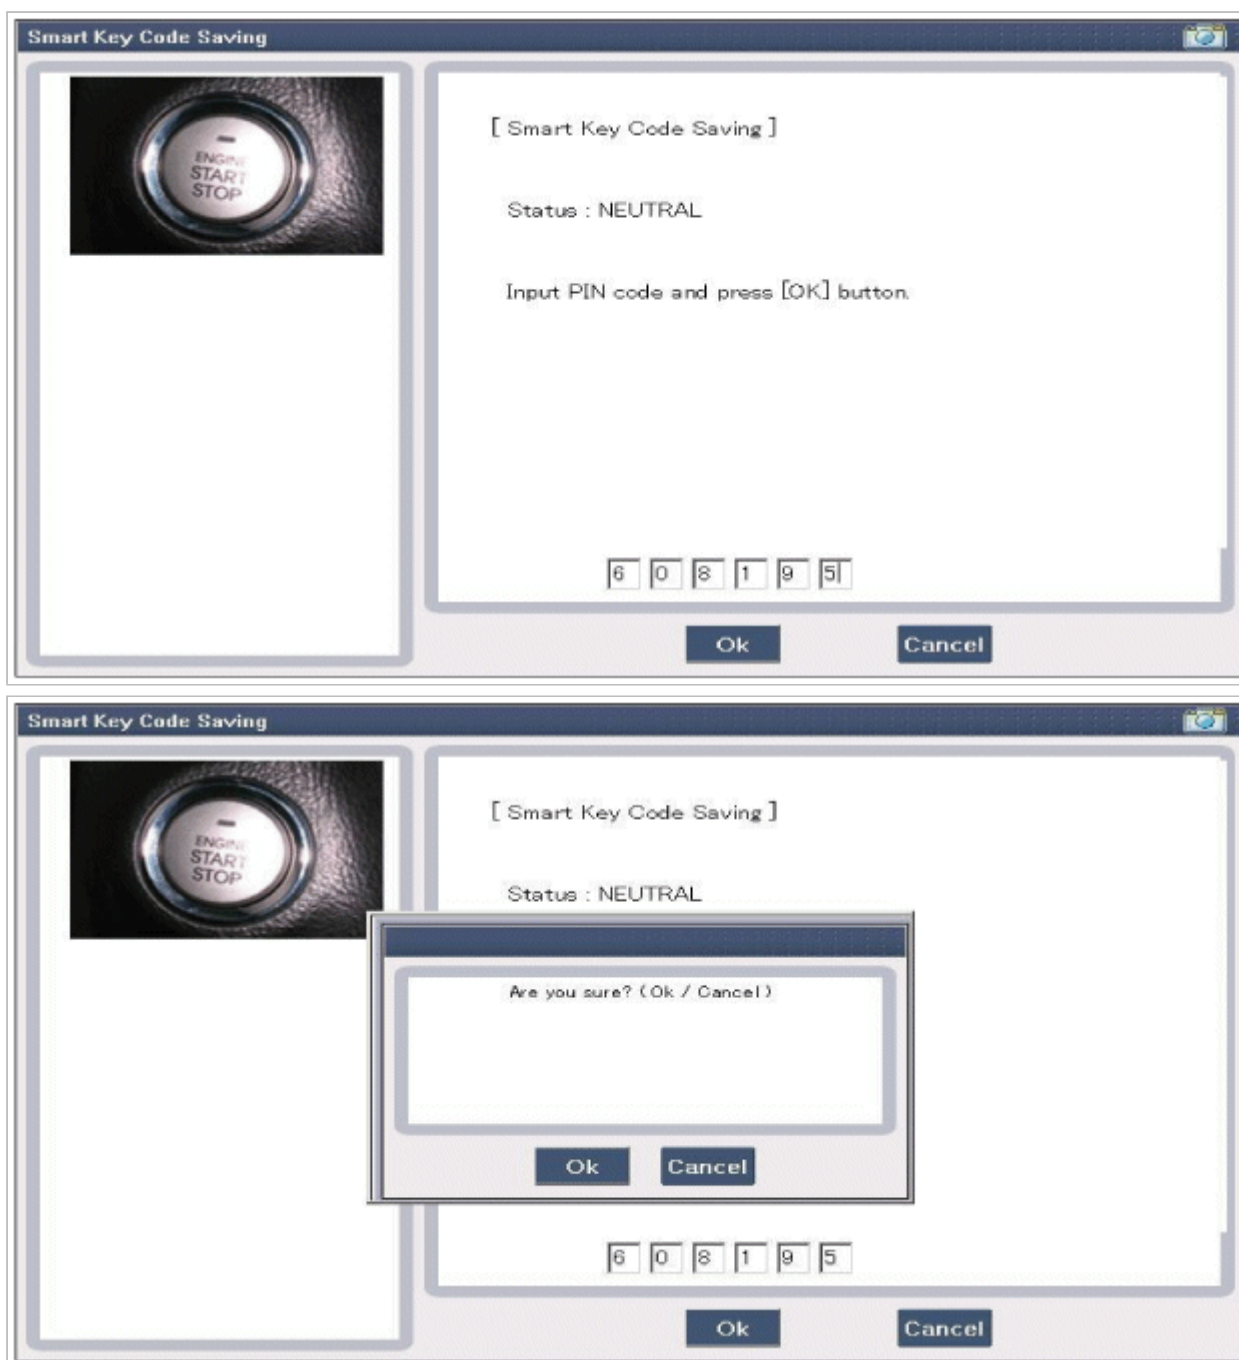 Smart Key Code Saving
ENGINE
START
STOP
[ Smart Key Code Saving ]
Status : NEUTRAL
Input PIN code and press [OK] button.
6 0 8 1 9 5
Ok Cancel
Smart Key Code Saving
ENGINE
START
STOP
[ Smart Key Code Saving ]
Status : NEUTRAL
Are you sure? ( Ok / Cancel )
Ok Cancel
6 0 8 1 9 5
Ok Cancel